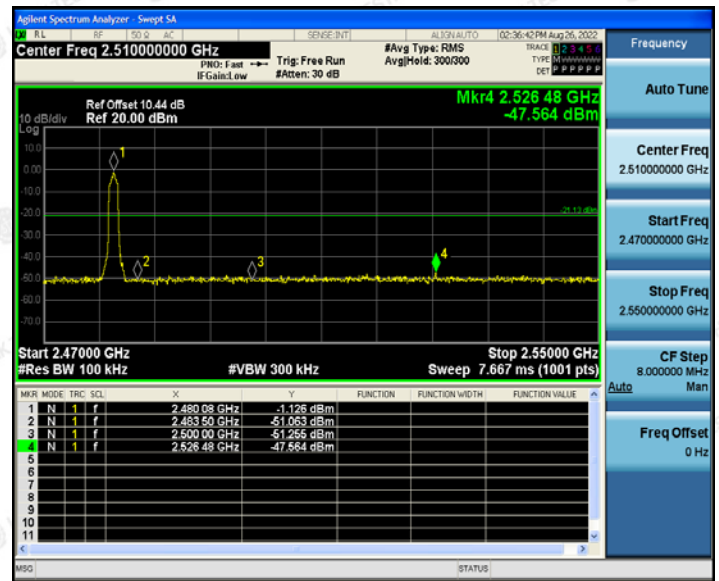 Agilent Spectrum Analyzer - Swept SA
RL RF 50 Ω AC SENSE:INT ALIGN AUTO 02:36:42 PM Aug 26, 2022
Center Freq 2.510000000 GHz
PNO: Fast
IFGain:Low
Trig: Free Run
#Atten: 30 dB
#Avg Type: RMS
Avg|Hold: 300/300
TRACE 1 2 3 4 5 6
TYPE M
DET P P P P P P
Ref Offset 10.44 dB
Ref 20.00 dBm
10 dB/div
Log
Mkr4 2.526 48 GHz
-47.564 dBm
10.0
0.00
-10.0
-20.0
-30.0
-40.0
-50.0
-60.0
-70.0
1
2
3
4
-21.13 dBm
Start 2.47000 GHz Stop 2.55000 GHz
#Res BW 100 kHz #VBW 300 kHz Sweep 7.667 ms (1001 pts)
MKR MODE TRC SCL X Y FUNCTION FUNCTION WIDTH FUNCTION VALUE
1 N 1 f 2.480 08 GHz -1.126 dBm
2 N 1 f 2.483 50 GHz -51.063 dBm
3 N 1 f 2.500 00 GHz -51.255 dBm
4 N 1 f 2.526 48 GHz -47.564 dBm
5
6
7
8
9
10
11
MSG STATUS
Frequency
Auto Tune
Center Freq
2.510000000 GHz
Start Freq
2.470000000 GHz
Stop Freq
2.550000000 GHz
CF Step
8.000000 MHz
Auto Man
Freq Offset
0 Hz